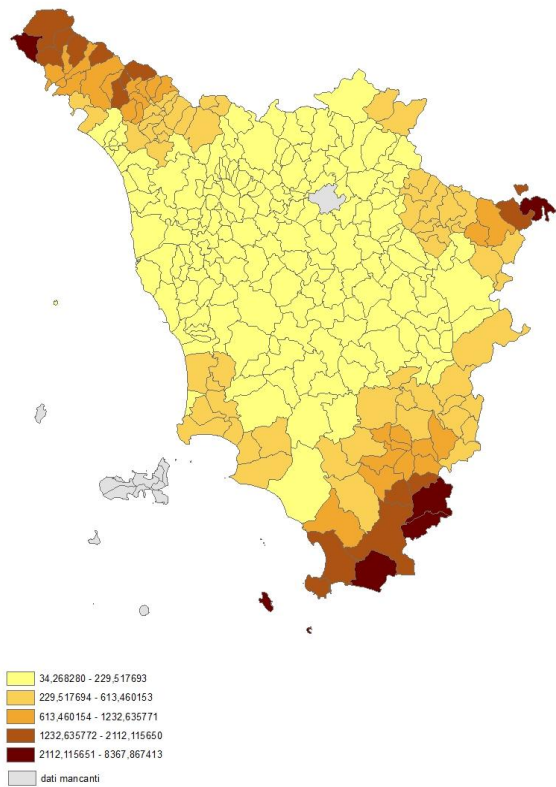 34,268280 - 229,517693
229,517694 - 613,460153
613,460154 - 1232,635771
1232,635772 - 2112,115650
2112,115651 - 8367,867413
dati mancanti